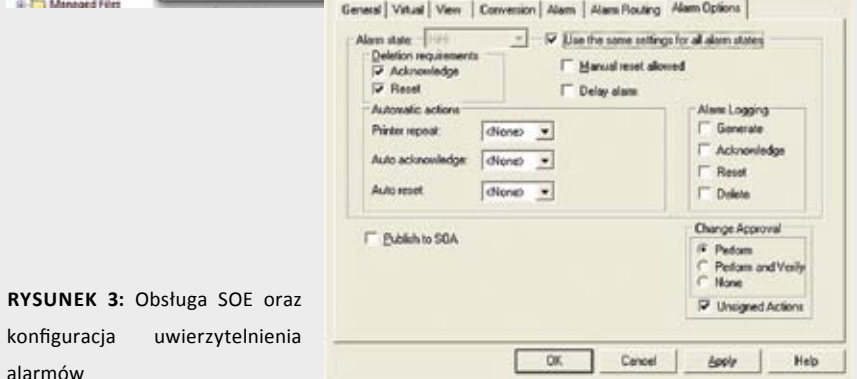 Managed Files
General Virtual View Conversion Alarm Alarm Routing Alarm Options
Alarm state: Use the same settings for all alarm states
Deletion requirements
Acknowledge
Reset
Manual reset allowed
Delay alarm
Automatic actions
Printer repeat: <None>
Auto acknowledge: <None>
Auto reset: <None>
Alarm Logging
Generate
Acknowledge
Reset
Delete
Publish to SOA
Change Approval
Perform
Perform and Verify
None
Unsigned Actions
OK Cancel Apply Help
RYSUNEK 3: Obsługa SOE oraz
konfiguracja uwierzytelnienia
alarmów